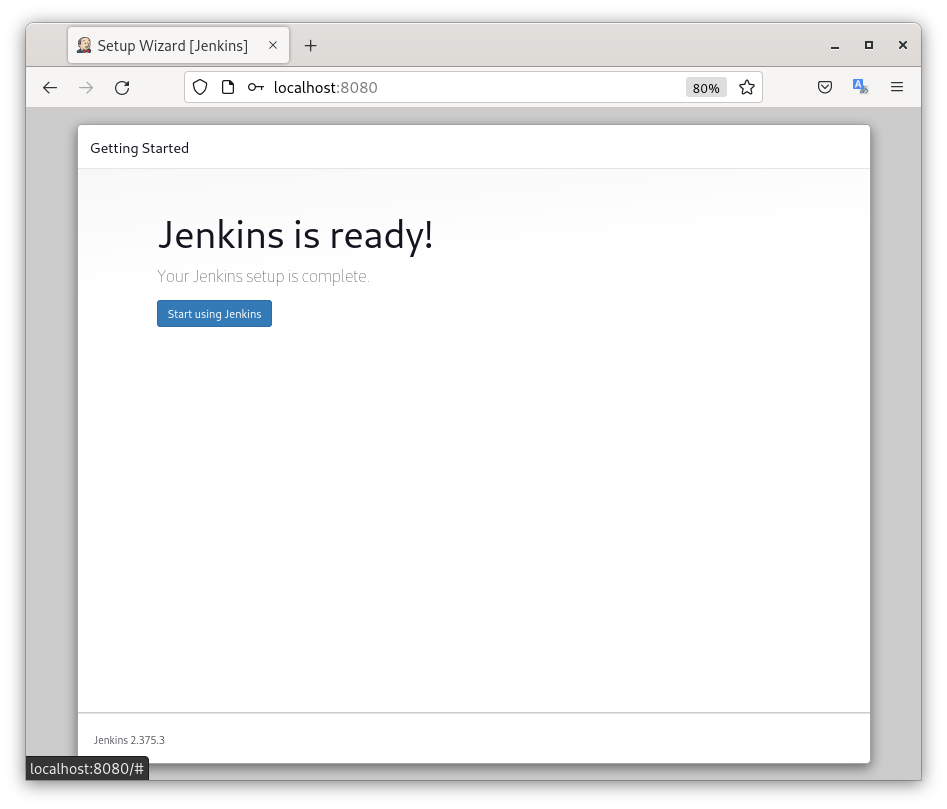 Setup Wizard [Jenkins]
localhost:8080
80%
Getting Started
Jenkins is ready!
Your Jenkins setup is complete.
Start using Jenkins
Jenkins 2.375.3
localhost:8080/#